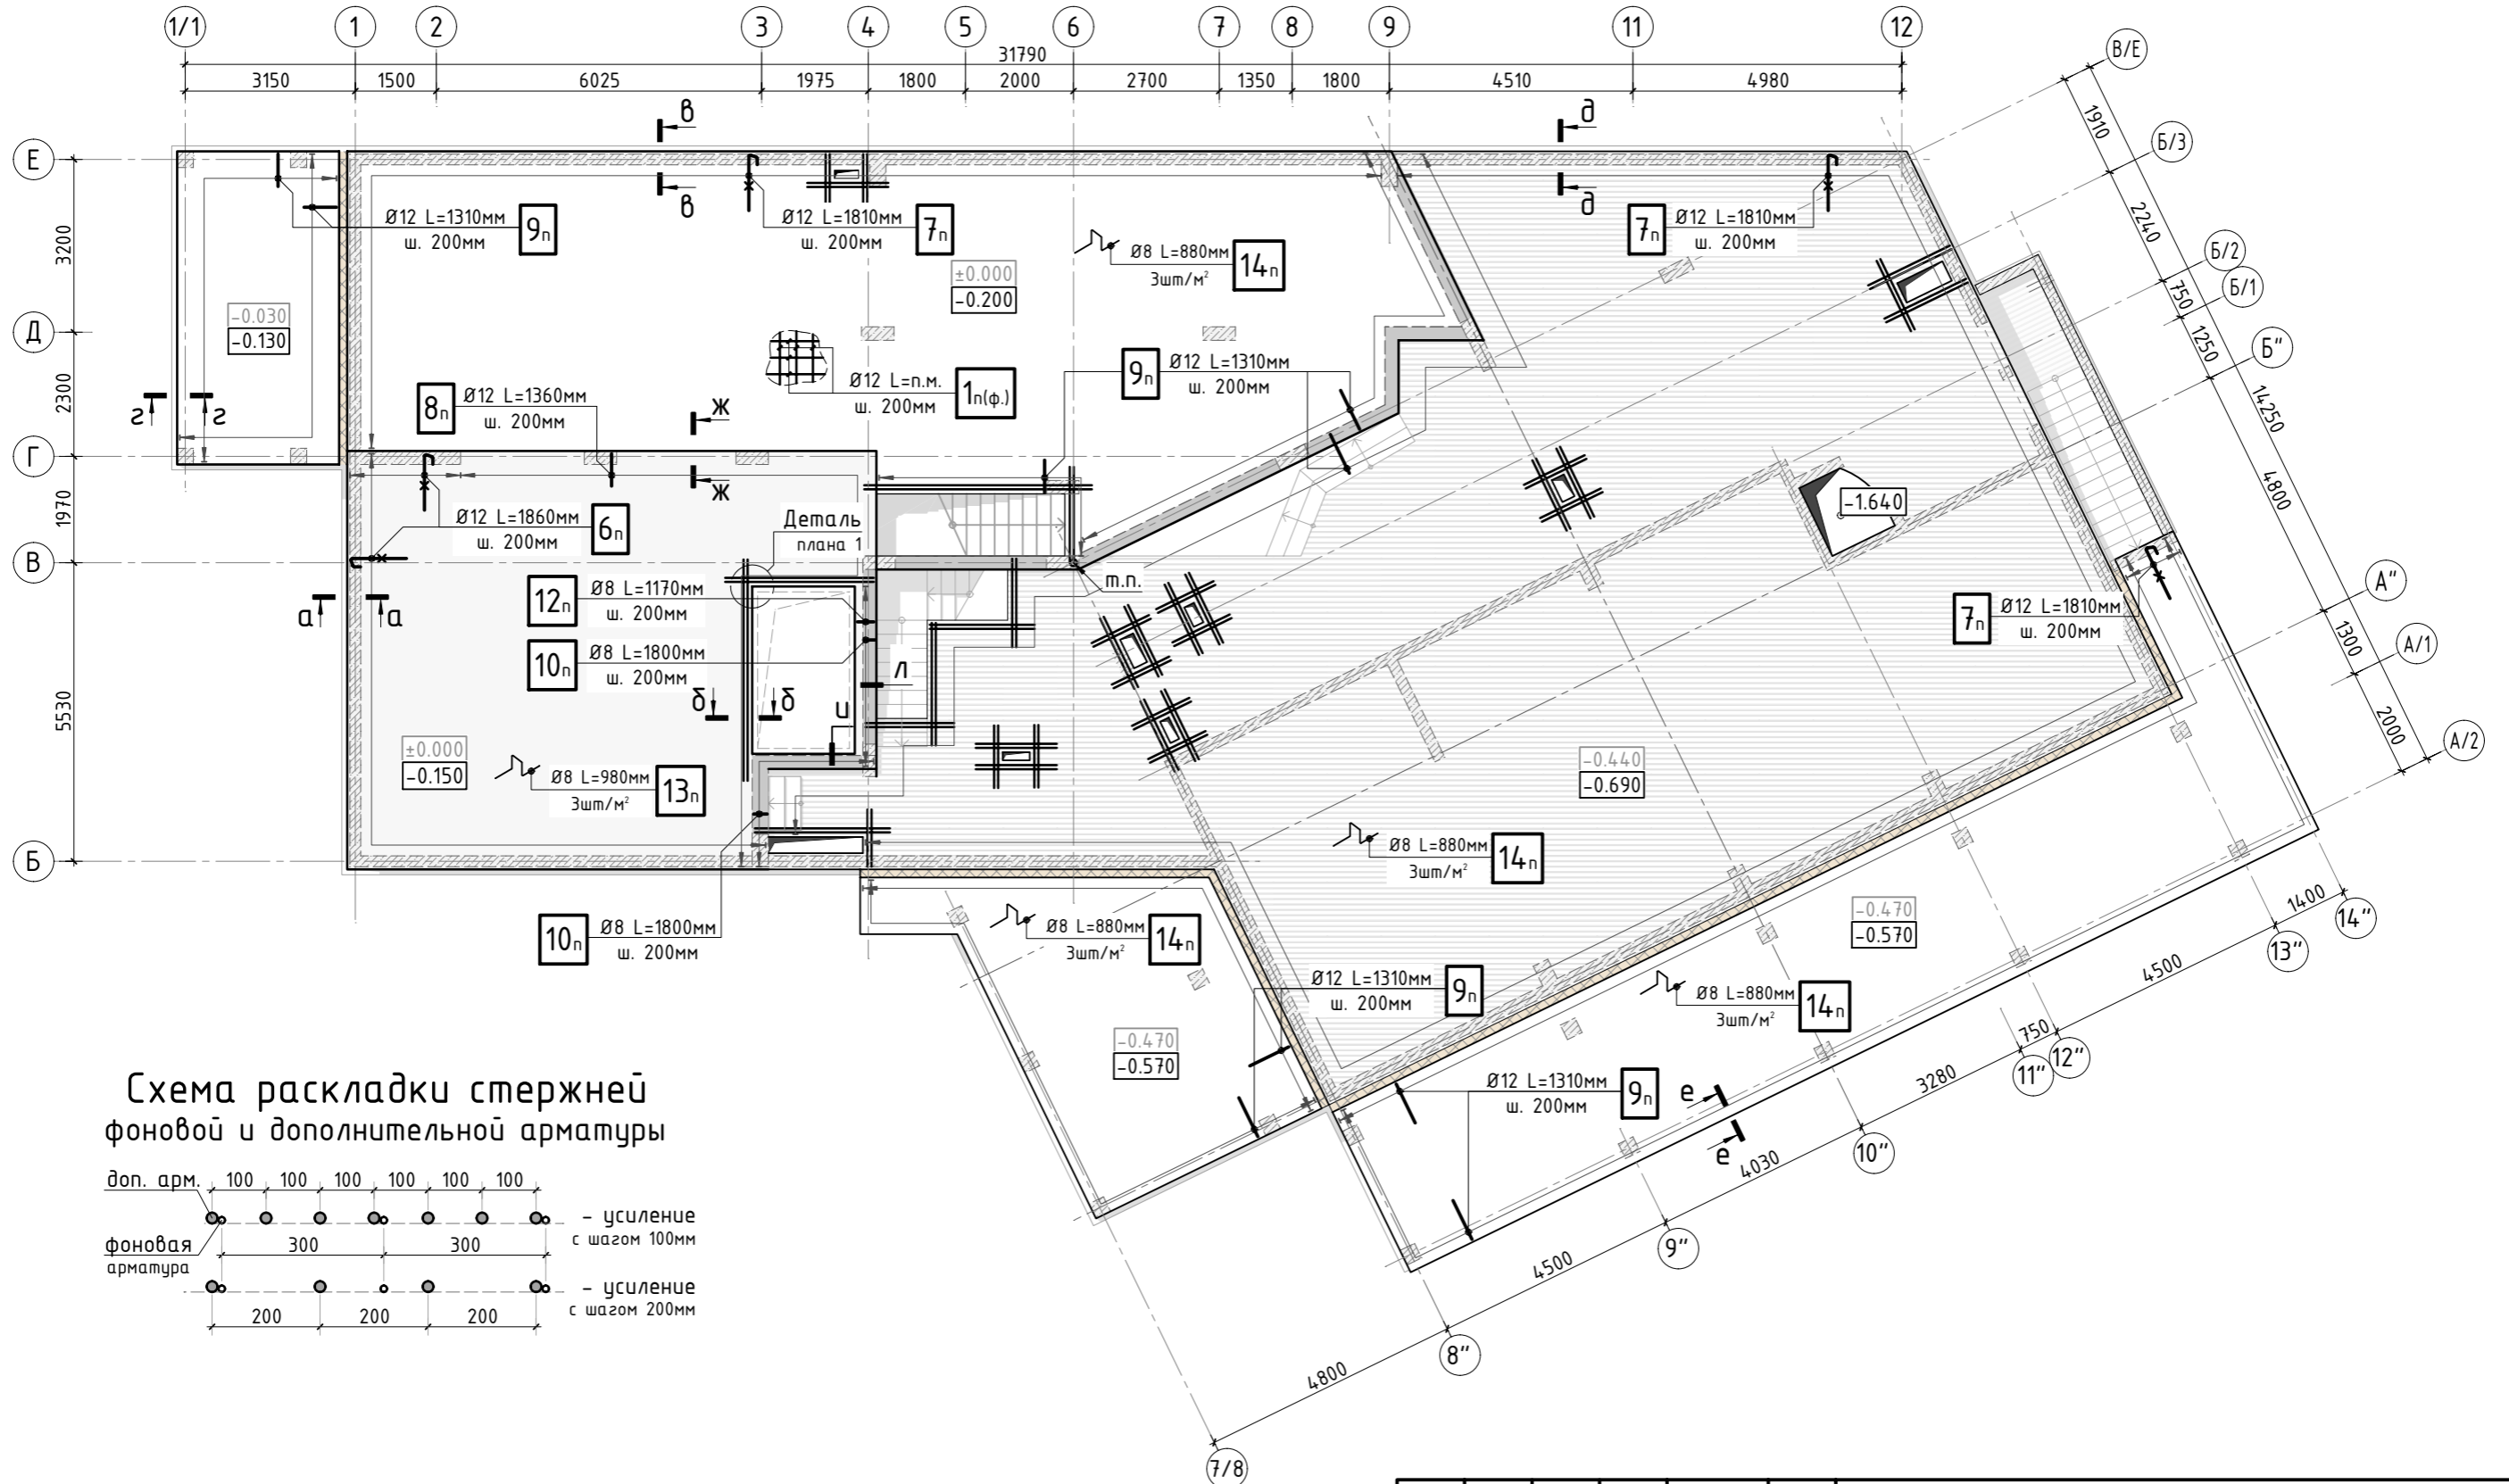 1/1 1 2 3 4 5 6 7 8 9 11 12
31790
3150 1500 6025 1975 1800 2000 2700 1350 1800 4510 4980
В/Е
Б/3
Б/2
Б/1
Б"
А"
А/1
А/2
1910
2240
750
1250
4800
1300
2000
14250
Е
Д
Г
В
Б
3200
2300
1970
5530
в
в
д
д
Ø12 L=1310мм
ш. 200мм
9п
Ø12 L=1810мм
ш. 200мм
7п
Ø8 L=880мм
3шт/м²
14п
7п
Ø12 L=1810мм
ш. 200мм
±0.000
-0.200
-0.030
-0.130
г
г
8п
Ø12 L=1360мм
ш. 200мм
ж
ж
Ø12 L=п.м.
ш. 200мм
1п(ф.)
9п
Ø12 L=1310мм
ш. 200мм
Ø12 L=1860мм
ш. 200мм
6п
Деталь
плана 1
-1.640
т.п.
а
а
12п
Ø8 L=1170мм
ш. 200мм
10п
Ø8 L=1800мм
ш. 200мм
7п
Ø12 L=1810мм
ш. 200мм
б
б
л
и
±0.000
-0.150
Ø8 L=980мм
3шт/м²
13п
-0.440
-0.690
Ø8 L=880мм
3шт/м²
14п
10п
Ø8 L=1800мм
ш. 200мм
Ø8 L=880мм
3шт/м²
14п
-0.470
-0.570
Ø12 L=1310мм
ш. 200мм
9п
Ø8 L=880мм
3шт/м²
14п
-0.470
-0.570
Ø12 L=1310мм
ш. 200мм
9п
е
е
1400
4500
750
3280
4030
4500
4800
14"
13"
12"
11"
10"
9"
8"
7/8
Схема раскладки стержней
фоновой и дополнительной арматуры
доп. арм.
100 100 100 100 100 100
- усиление
с шагом 100мм
фоновая
арматура
300 300
- усиление
с шагом 200мм
200 200 200